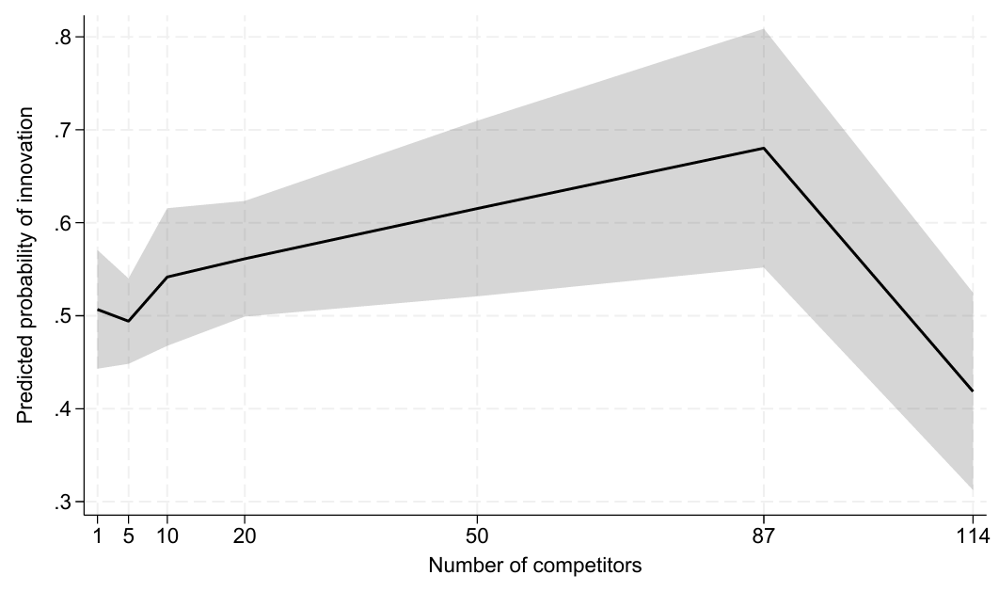 Predicted probability of innovation
.8
.7
.6
.5
.4
.3
1 5 10 20 50 87 114
Number of competitors